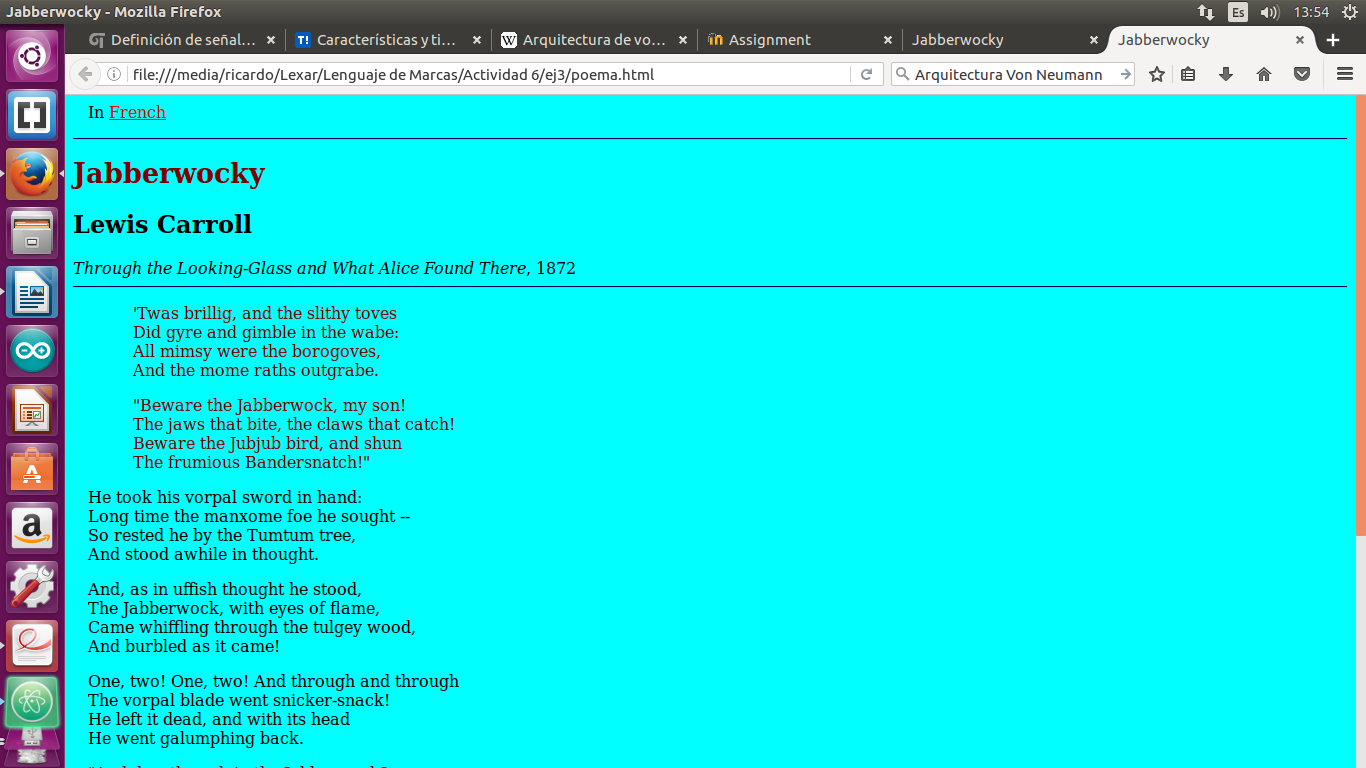 Jabberwocky - Mozilla Firefox
Es
13:54
Definición de señal...
Características y ti...
Arquitectura de vo...
Assignment
Jabberwocky
Jabberwocky
file:///media/ricardo/Lexar/Lenguaje de Marcas/Actividad 6/ej3/poema.html
Arquitectura Von Neumann
In French
Jabberwocky
Lewis Carroll
Through the Looking-Glass and What Alice Found There, 1872
'Twas brillig, and the slithy toves
Did gyre and gimble in the wabe:
All mimsy were the borogoves,
And the mome raths outgrabe.
"Beware the Jabberwock, my son!
The jaws that bite, the claws that catch!
Beware the Jubjub bird, and shun
The frumious Bandersnatch!"
He took his vorpal sword in hand:
Long time the manxome foe he sought --
So rested he by the Tumtum tree,
And stood awhile in thought.
And, as in uffish thought he stood,
The Jabberwock, with eyes of flame,
Came whiffling through the tulgey wood,
And burbled as it came!
One, two! One, two! And through and through
The vorpal blade went snicker-snack!
He left it dead, and with its head
He went galumphing back.